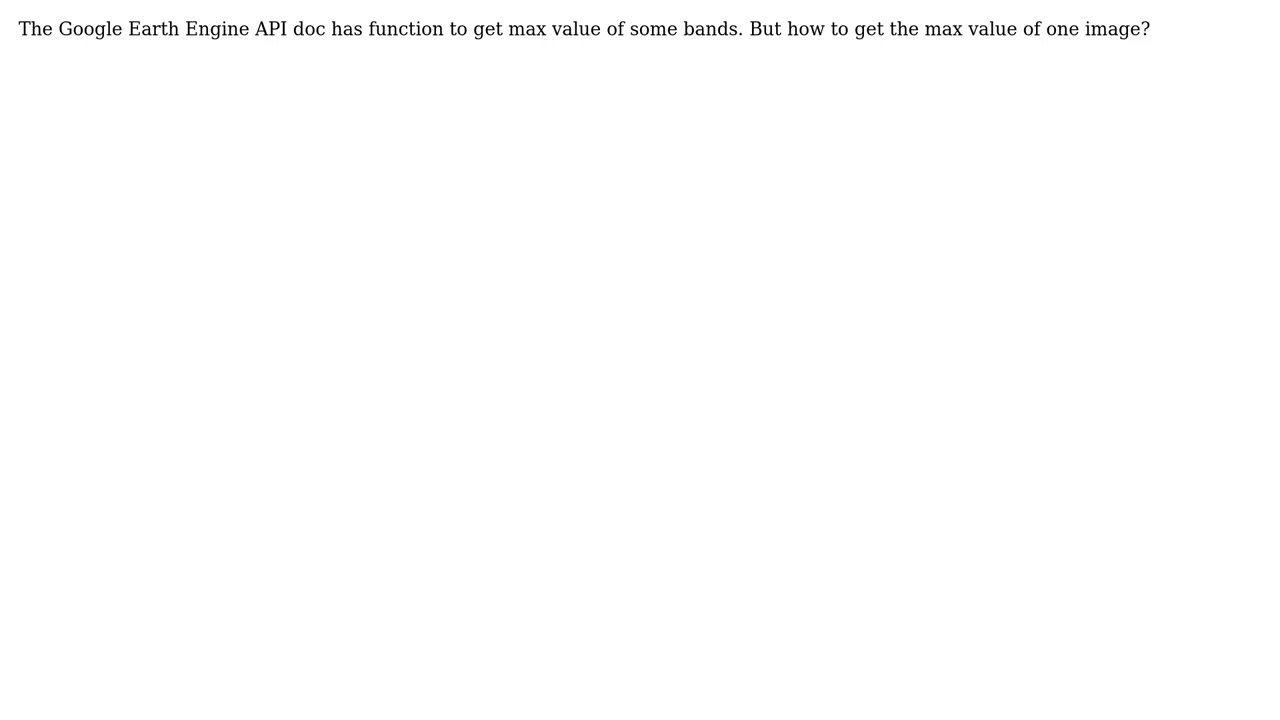 The Google Earth Engine API doc has function to get max value of some bands. But how to get the max value of one image?